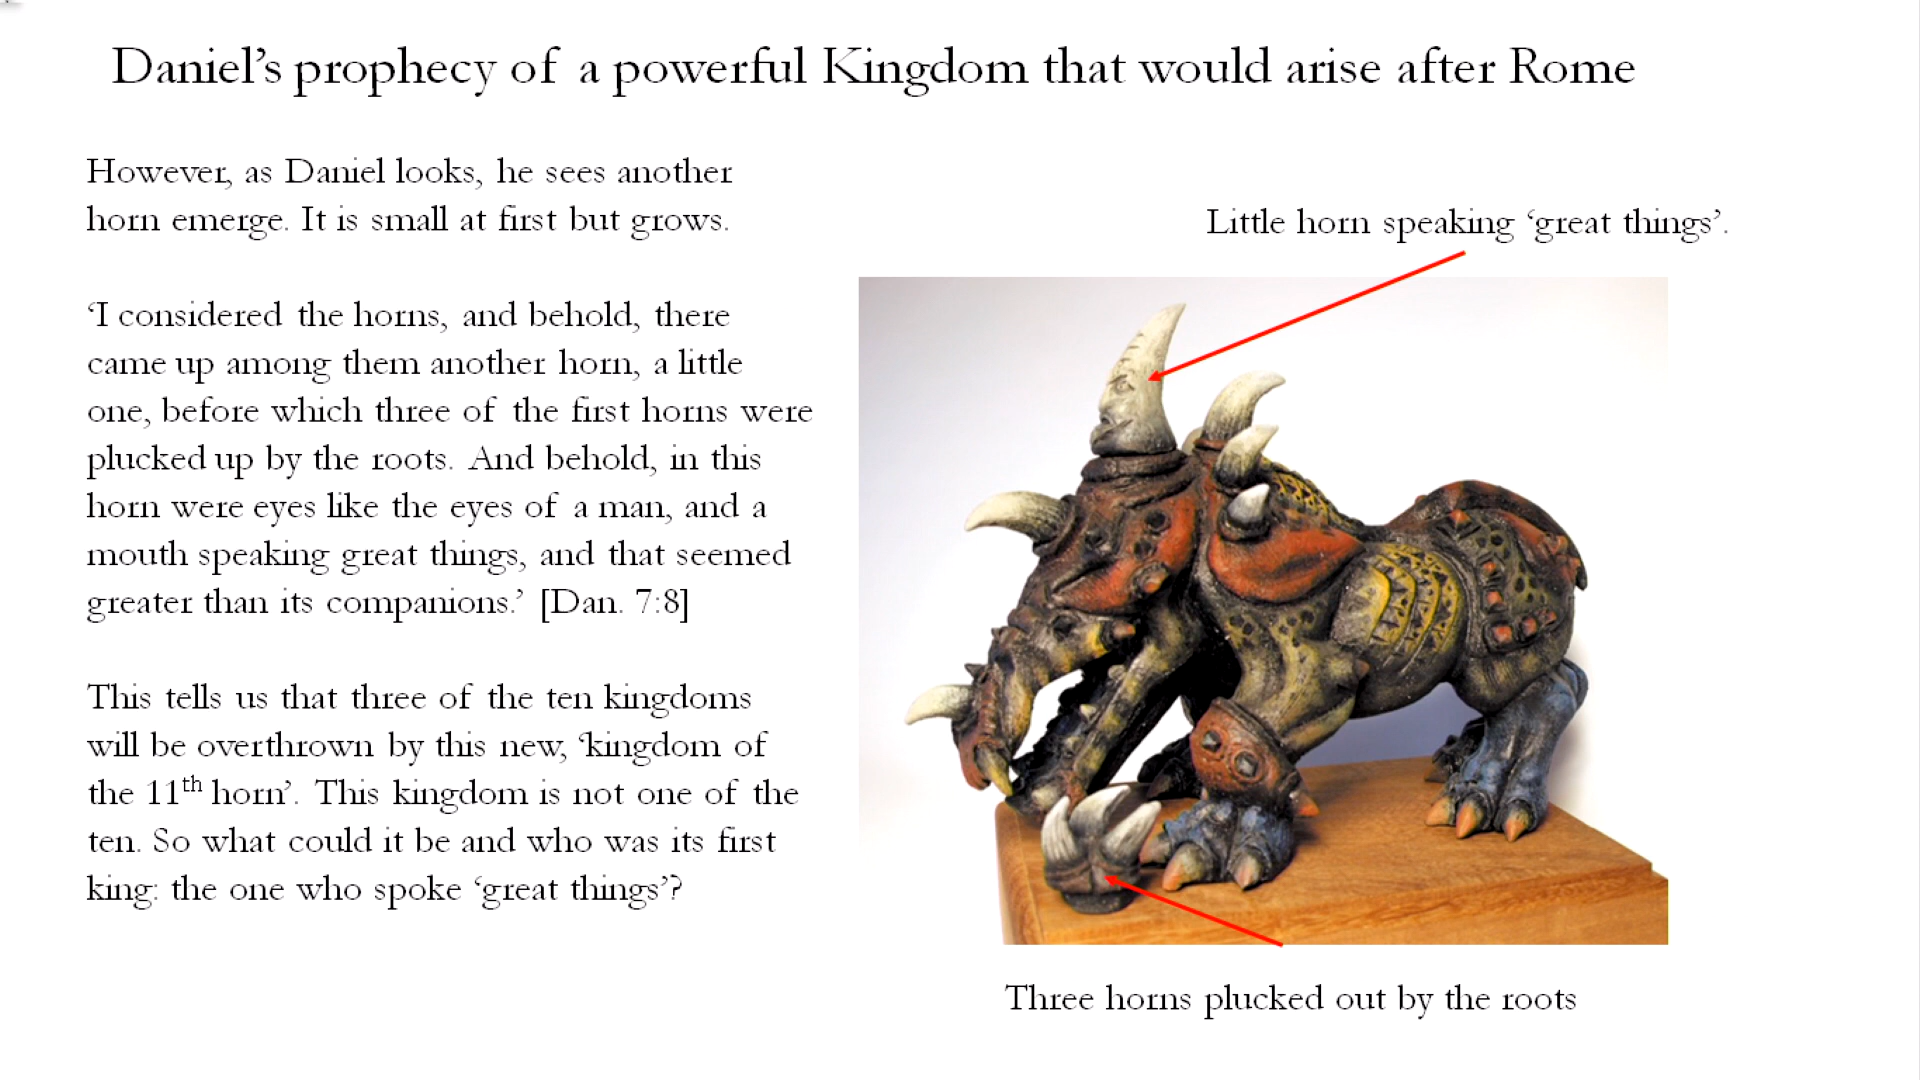 Daniel's prophecy of a powerful Kingdom that would arise after Rome
However, as Daniel looks, he sees another
horn emerge. It is small at first but grows.
'I considered the horns, and behold, there
came up among them another horn, a little
one, before which three of the first horns were
plucked up by the roots. And behold, in this
horn were eyes like the eyes of a man, and a
mouth speaking great things, and that seemed
greater than its companions.' [Dan. 7:8]
This tells us that three of the ten kingdoms
will be overthrown by this new, 'kingdom of
the 11th horn'. This kingdom is not one of the
ten. So what could it be and who was its first
king: the one who spoke 'great things'?
Little horn speaking 'great things'.
Three horns plucked out by the roots